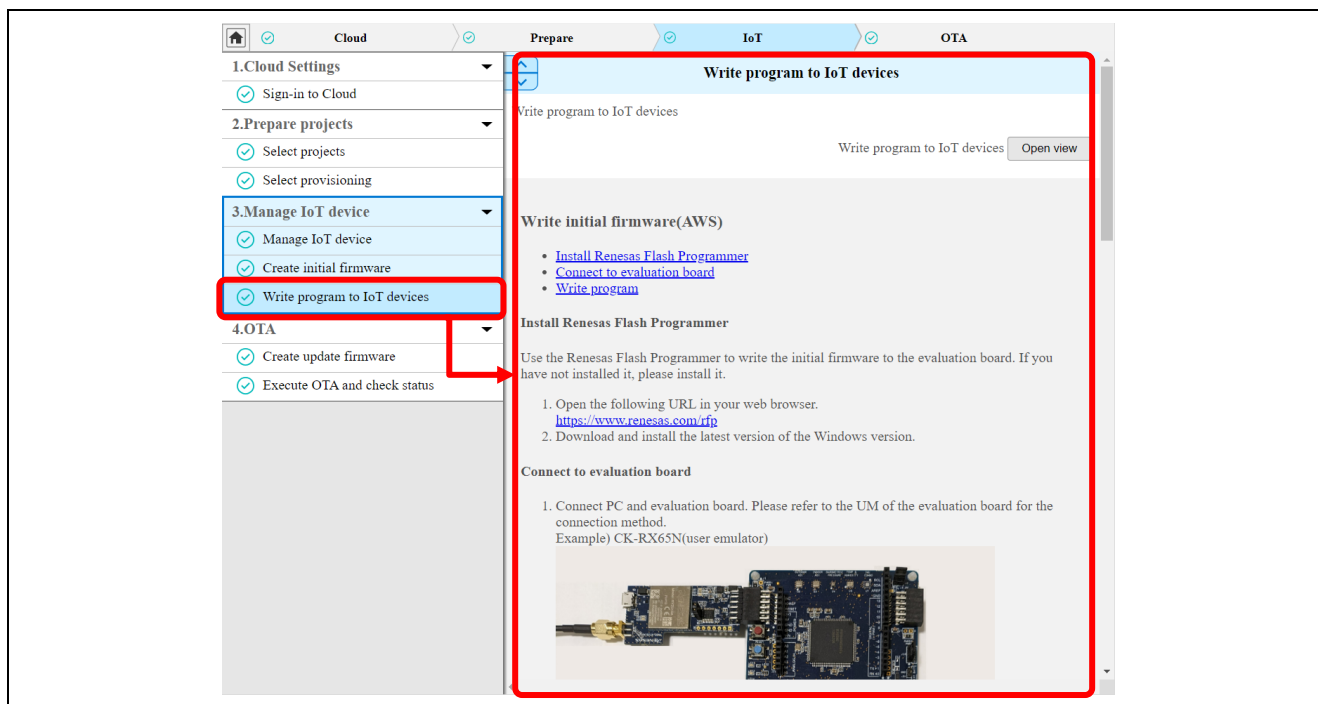 Cloud
Prepare
IoT
OTA
1.Cloud Settings
Sign-in to Cloud
2.Prepare projects
Select projects
Select provisioning
3.Manage IoT device
Manage IoT device
Create initial firmware
Write program to IoT devices
4.OTA
Create update firmware
Execute OTA and check status
Write program to IoT devices
Write program to IoT devices
Write program to IoT devices Open view
Write initial firmware(AWS)
• Install Renesas Flash Programmer
• Connect to evaluation board
• Write program
Install Renesas Flash Programmer
Use the Renesas Flash Programmer to write the initial firmware to the evaluation board. If you
have not installed it, please install it.
1. Open the following URL in your web browser.
https://www.renesas.com/rfp
2. Download and install the latest version of the Windows version.
Connect to evaluation board
1. Connect PC and evaluation board. Please refer to the UM of the evaluation board for the
connection method.
Example) CK-RX65N(user emulator)